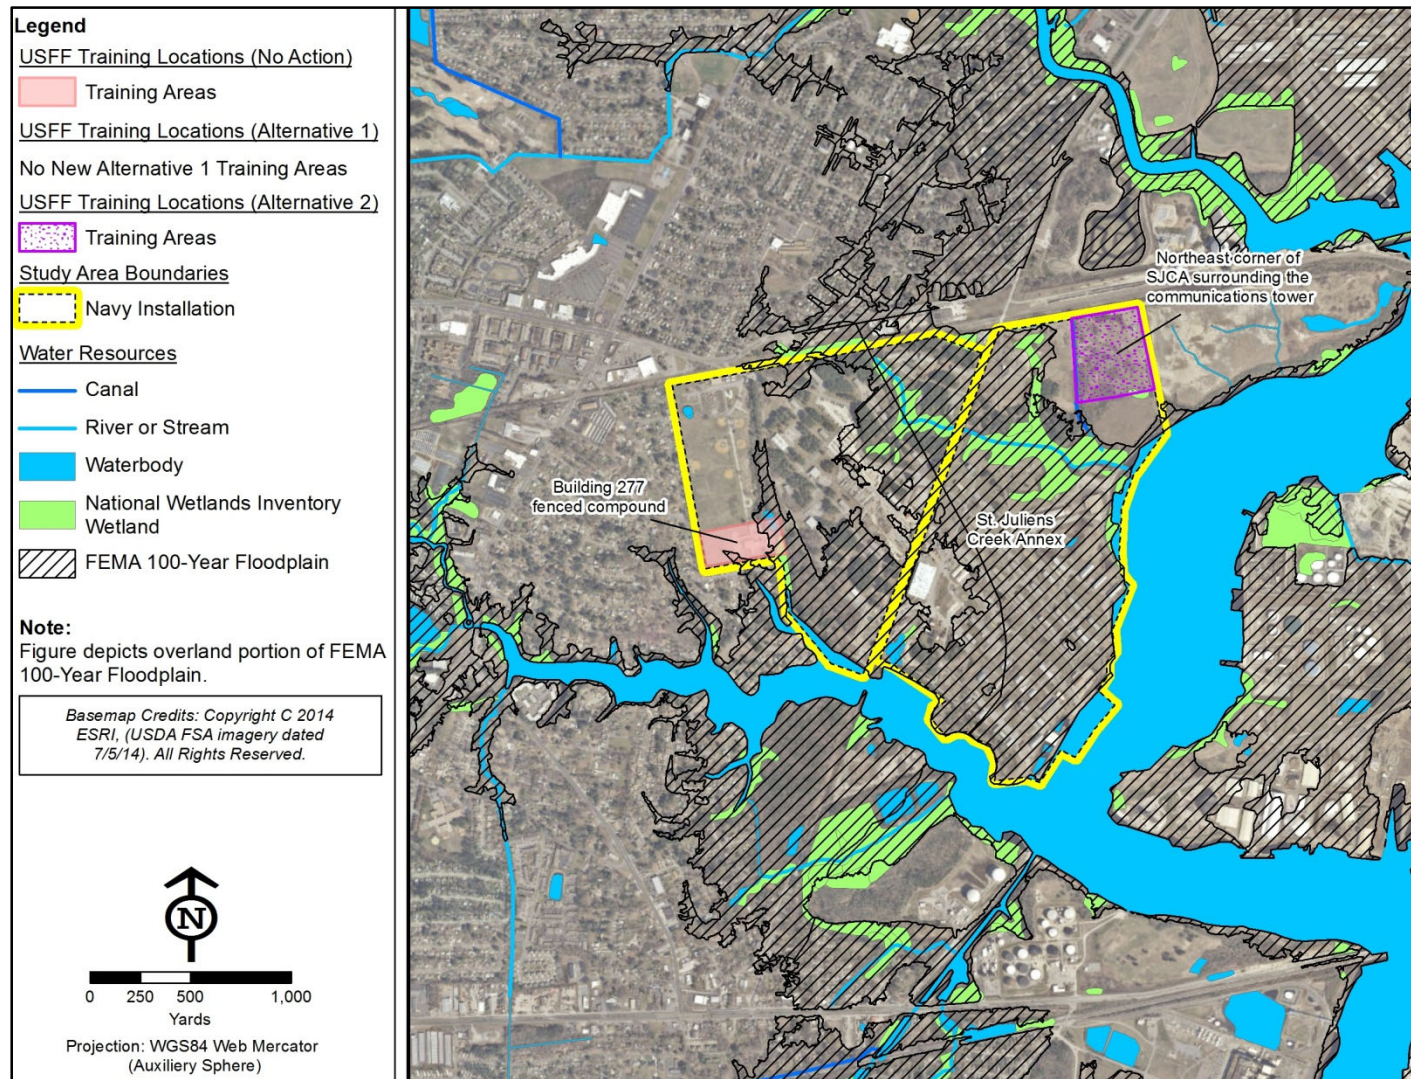 Legend
USFF Training Locations (No Action)
Training Areas
USFF Training Locations (Alternative 1)
No New Alternative 1 Training Areas
USFF Training Locations (Alternative 2)
Training Areas
Study Area Boundaries
Navy Installation
Water Resources
Canal
River or Stream
Waterbody
National Wetlands Inventory
Wetland
FEMA 100-Year Floodplain
Note:
Figure depicts overland portion of FEMA
100-Year Floodplain.
Basemap Credits: Copyright C 2014
ESRI, (USDA FSA imagery dated
7/5/14). All Rights Reserved.
N
0 250 500 1,000
Yards
Projection: WGS84 Web Mercator
(Auxiliery Sphere)
Northeast corner of
SJCA surrounding the
communications tower
Building 277
fenced compound
St. Juliens
Creek Annex